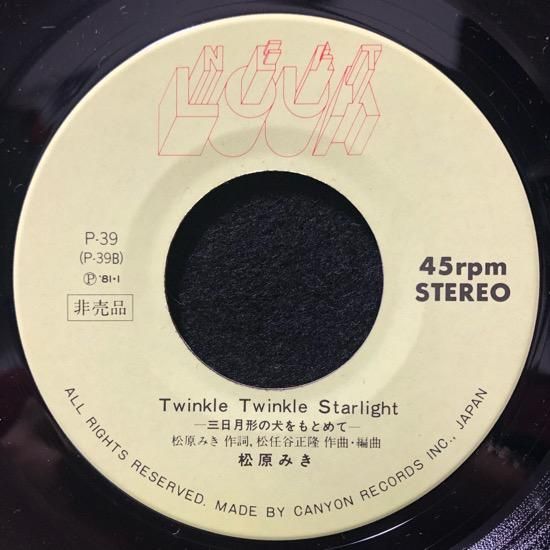 NEXT
LOOK
P-39
(P-39B)
Ⓟ '81・1
非売品
45rpm
STEREO
Twinkle Twinkle Starlight
―三日月形の犬をもとめて―
松原みき 作詞, 松任谷正隆 作曲・編曲
松原みき
ALL RIGHTS RESERVED. MADE BY CANYON RECORDS INC., JAPAN